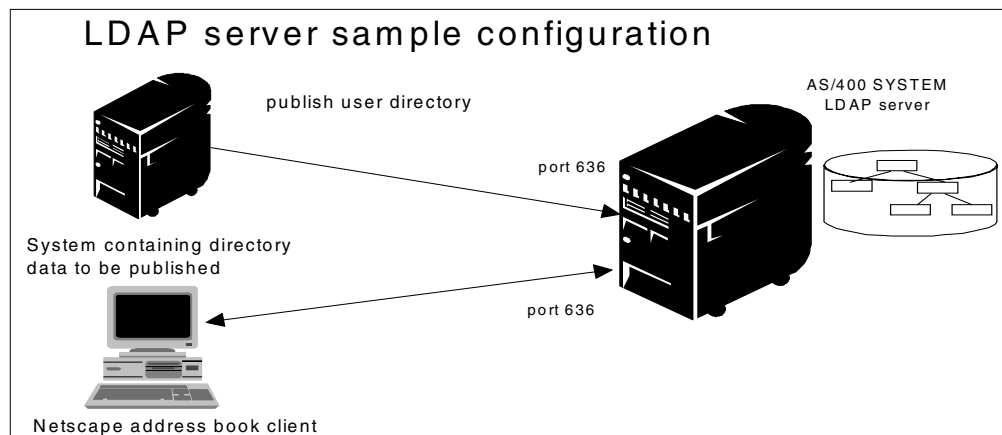 LDAP server sample configuration
publish user directory
AS/400 SYSTEM
LDAP server
port 636
System containing directory
data to be published
port 636
Netscape address book client